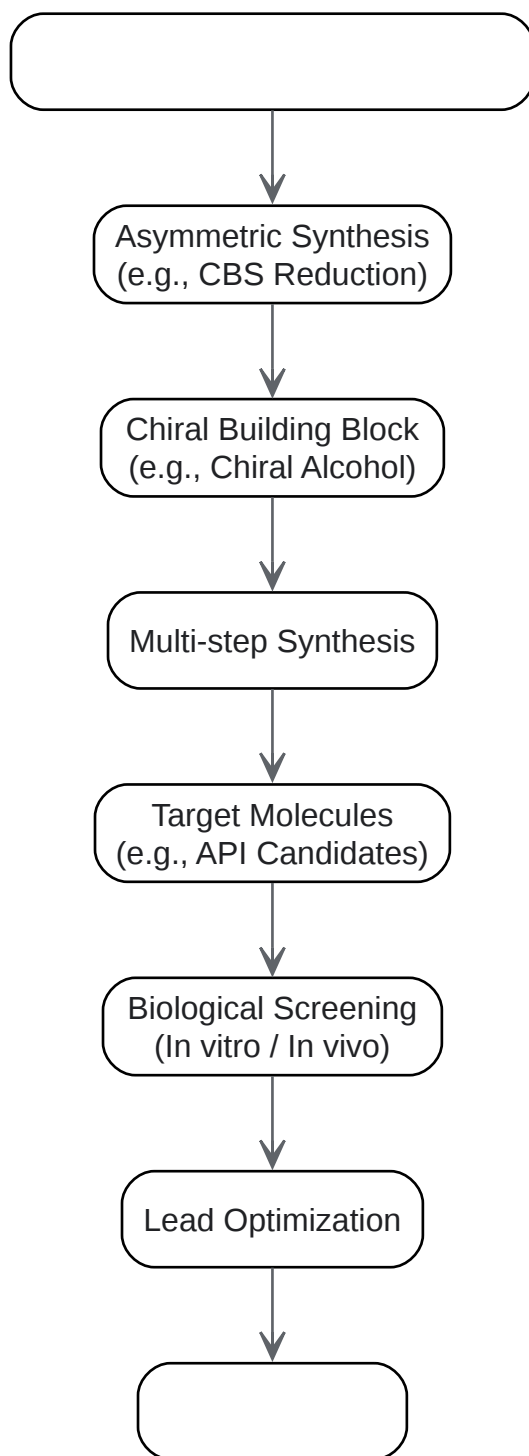 Asymmetric Synthesis
(e.g., CBS Reduction)
Chiral Building Block
(e.g., Chiral Alcohol)
Multi-step Synthesis
Target Molecules
(e.g., API Candidates)
Biological Screening
(In vitro / In vivo)
Lead Optimization